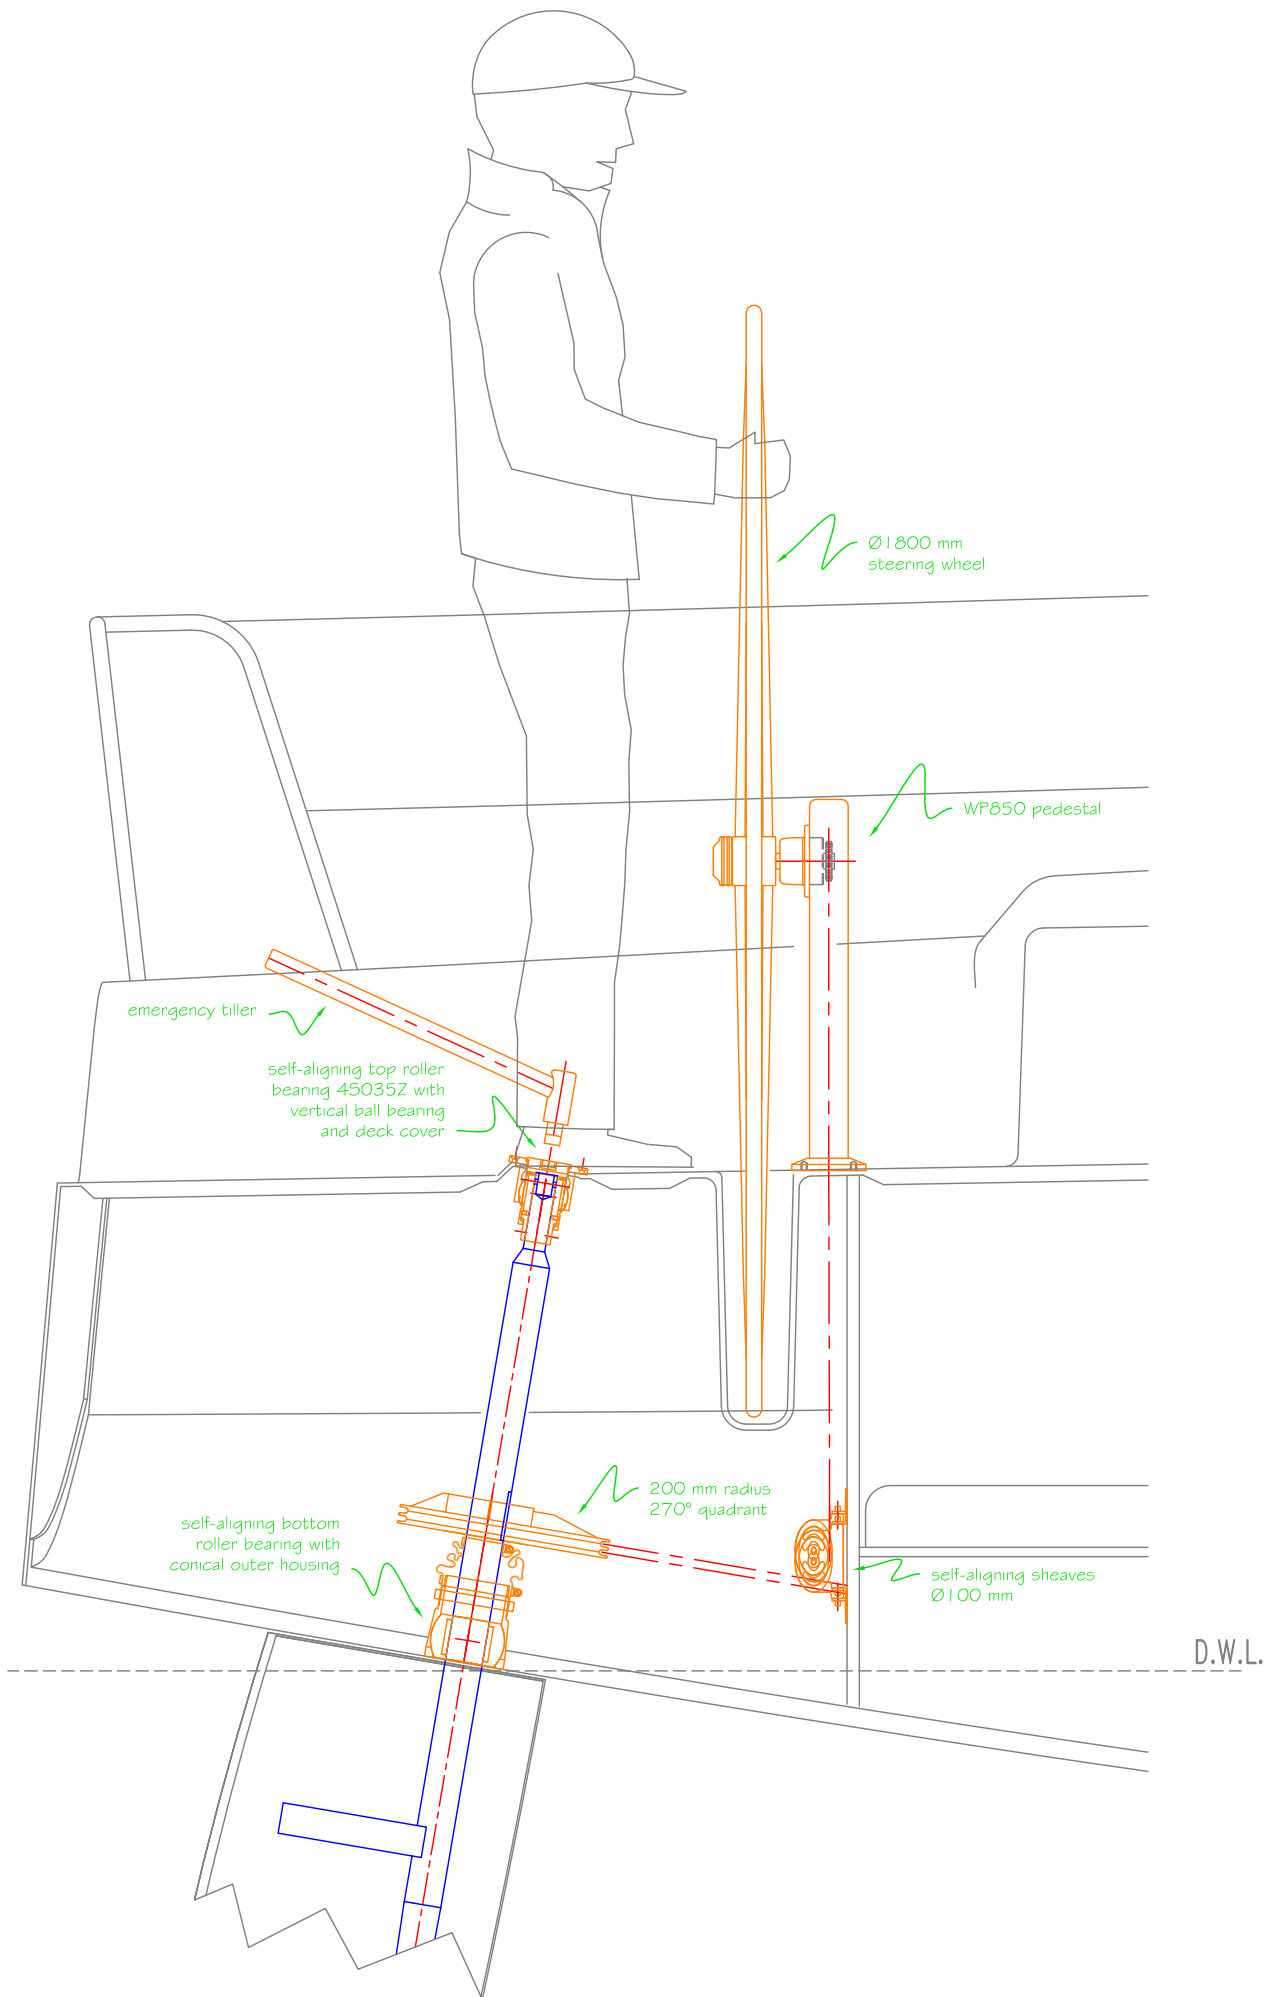 Ø1800 mm
steering wheel
WP850 pedestal
emergency tiller
self-aligning top roller
bearing 4S035Z with
vertical ball bearing
and deck cover
200 mm radius
270° quadrant
self-aligning bottom
roller bearing with
conical outer housing
self-aligning sheaves
Ø100 mm
D.W.L.